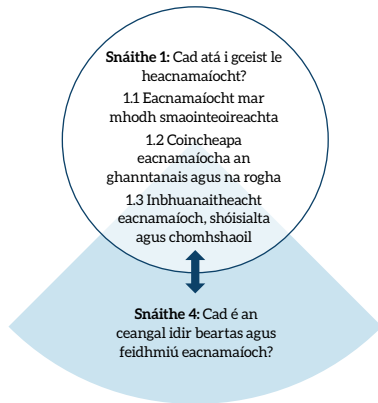 Snáithe 1: Cad atá i gceist le
heacnamaíocht?
1.1 Eacnamaíocht mar
mhodh smaointeoireachta
1.2 Coincheapa
eacnamaíocha an
ghanntanais agus na rogha
1.3 Inbhuanaitheacht
eacnamaíoch, shóisialta
agus chomhshaoil
Snáithe 4: Cad é an
ceangal idir beartas agus
feidhmiú eacnamaíoch?